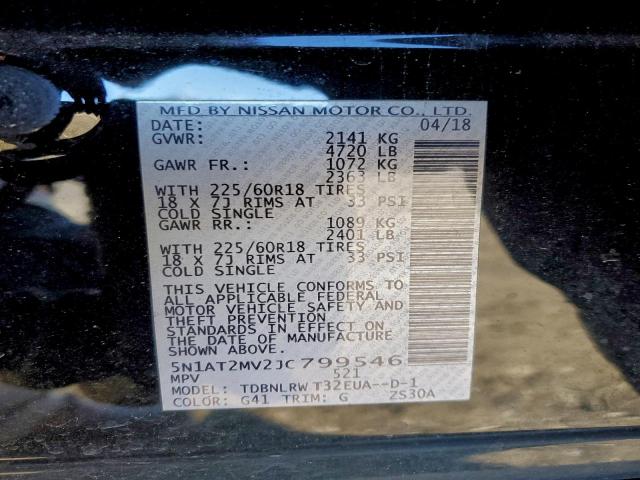 MFD BY NISSAN MOTOR CO., LTD.
DATE: 04/18
GVWR: 2141 KG
4720 LB
GAWR FR.: 1072 KG
2363 LB
WITH 225/60R18 TIRES
18 X 7J RIMS AT 33 PSI
COLD SINGLE
GAWR RR.: 1089 KG
2401 LB
WITH 225/60R18 TIRES
18 X 7J RIMS AT 33 PSI
COLD SINGLE
THIS VEHICLE CONFORMS TO
ALL APPLICABLE FEDERAL
MOTOR VEHICLE SAFETY AND
THEFT PREVENTION
STANDARDS IN EFFECT ON
THE DATE OF MANUFACTURE
5N1AT2MV2JC799546
MPV 521
MODEL: TDBNLRW T32EUA--D-1
COLOR: G41 TRIM: G ZS30A